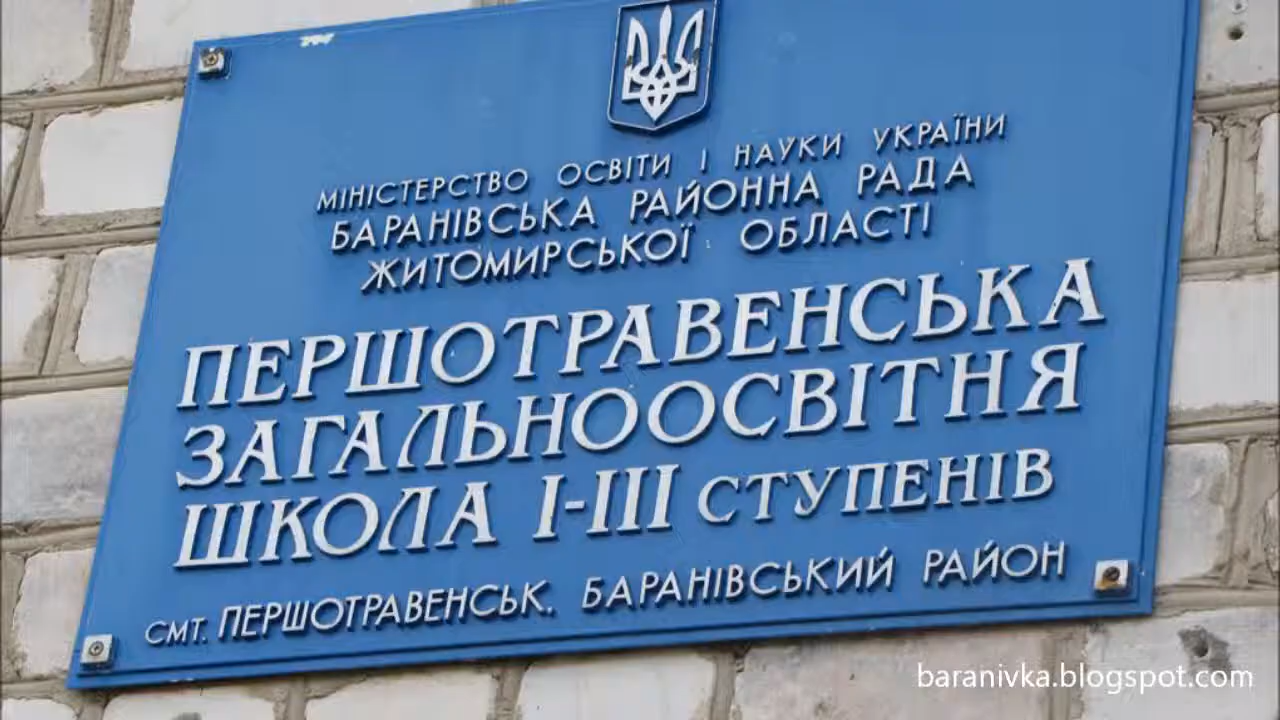 МІНІСТЕРСТВО ОСВІТИ І НАУКИ УКРАЇНИ
БАРАНІВСЬКА РАЙОННА РАДА
ЖИТОМИРСЬКОЇ ОБЛАСТІ
ПЕРШОТРАВЕНСЬКА
ЗАГАЛЬНООСВІТНЯ
ШКОЛА І-ІІІ СТУПЕНІВ
СМТ. ПЕРШОТРАВЕНСЬК. БАРАНІВСЬКИЙ РАЙОН
baranivka.blogspot.com